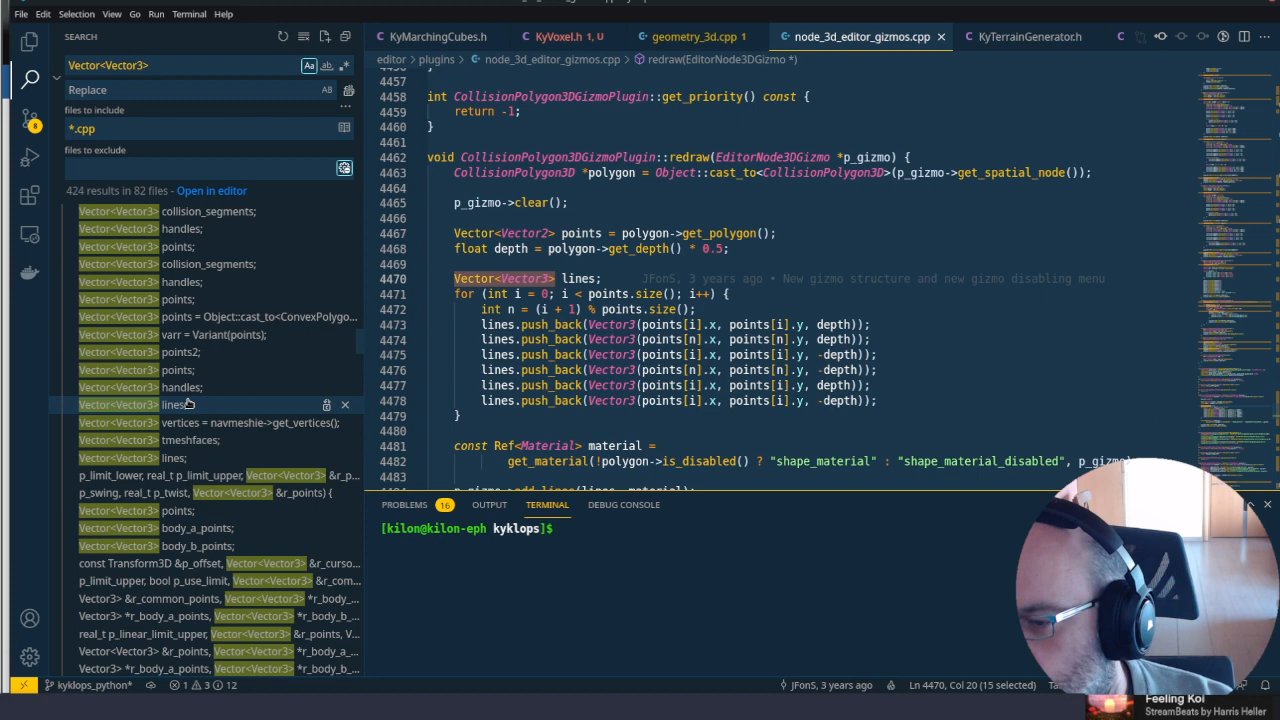 File Edit Selection View Go Run Terminal Help
SEARCH
Vector<Vector3>
Aa ab .*
Replace
AB
files to include
...
*.cpp
files to exclude
424 results in 82 files - Open in editor
Vector<Vector3> collision_segments;
Vector<Vector3> handles;
Vector<Vector3> points;
Vector<Vector3> collision_segments;
Vector<Vector3> handles;
Vector<Vector3> points;
Vector<Vector3> points = Object::cast_to<ConvexPolygo...
Vector<Vector3> varr = Variant(points);
Vector<Vector3> points2;
Vector<Vector3> points;
Vector<Vector3> handles;
Vector<Vector3> lines
Vector<Vector3> vertices = navmeshie->get_vertices();
Vector<Vector3> tmeshfaces;
Vector<Vector3> lines;
p_limit_lower, real_t p_limit_upper, Vector<Vector3> &r_p...
p_swing, real_t p_twist, Vector<Vector3> &r_points) {
Vector<Vector3> points;
Vector<Vector3> body_a_points;
Vector<Vector3> body_b_points;
const Transform3D &p_offset, Vector<Vector3> &r_curso...
p_limit_upper, bool p_use_limit, Vector<Vector3> &r_com...
Vector3> &r_common_points, Vector<Vector3> *r_body_...
Vector3> *r_body_a_points, Vector<Vector3> *r_body_b_...
real_t p_linear_limit_upper, Vector<Vector3> &r_points, V...
Vector<Vector3> &r_points, Vector<Vector3> *r_body_a...
Vector3> *r_body_a_points, Vector<Vector3> *r_body_b...
8
KyMarchingCubes.h KyVoxel.h 1, U geometry_3d.cpp 1 node_3d_editor_gizmos.cpp KyTerrainGenerator.h
editor > plugins > node_3d_editor_gizmos.cpp > redraw(EditorNode3DGizmo *)
4456 }
4457
4458 int CollisionPolygon3DGizmoPlugin::get_priority() const {
4459 return -1;
4460 }
4461
4462 void CollisionPolygon3DGizmoPlugin::redraw(EditorNode3DGizmo *p_gizmo) {
4463 CollisionPolygon3D *polygon = Object::cast_to<CollisionPolygon3D>(p_gizmo->get_spatial_node());
4464
4465 p_gizmo->clear();
4466
4467 Vector<Vector2> points = polygon->get_polygon();
4468 float depth = polygon->get_depth() * 0.5;
4469
4470 Vector<Vector3> lines; JFonS, 3 years ago • New gizmo structure and new gizmo disabling menu
4471 for (int i = 0; i < points.size(); i++) {
4472 int n = (i + 1) % points.size();
4473 lines.push_back(Vector3(points[i].x, points[i].y, depth));
4474 lines.push_back(Vector3(points[n].x, points[n].y, depth));
4475 lines.push_back(Vector3(points[i].x, points[i].y, -depth));
4476 lines.push_back(Vector3(points[n].x, points[n].y, -depth));
4477 lines.push_back(Vector3(points[i].x, points[i].y, depth));
4478 lines.push_back(Vector3(points[i].x, points[i].y, -depth));
4479 }
4480
4481 const Ref<Material> material =
4482 get_material(!polygon->is_disabled() ? "shape_material" : "shape_material_disabled", p_gizmo
4483
PROBLEMS 16 OUTPUT TERMINAL DEBUG CONSOLE
[kilon@kilon-eph kyklops]$
kyklops_python* 1 3 12
JFonS, 3 years ago Ln 4470, Col 20 (15 selected)
Feeling Koi
StreamBeats by Harris Heller